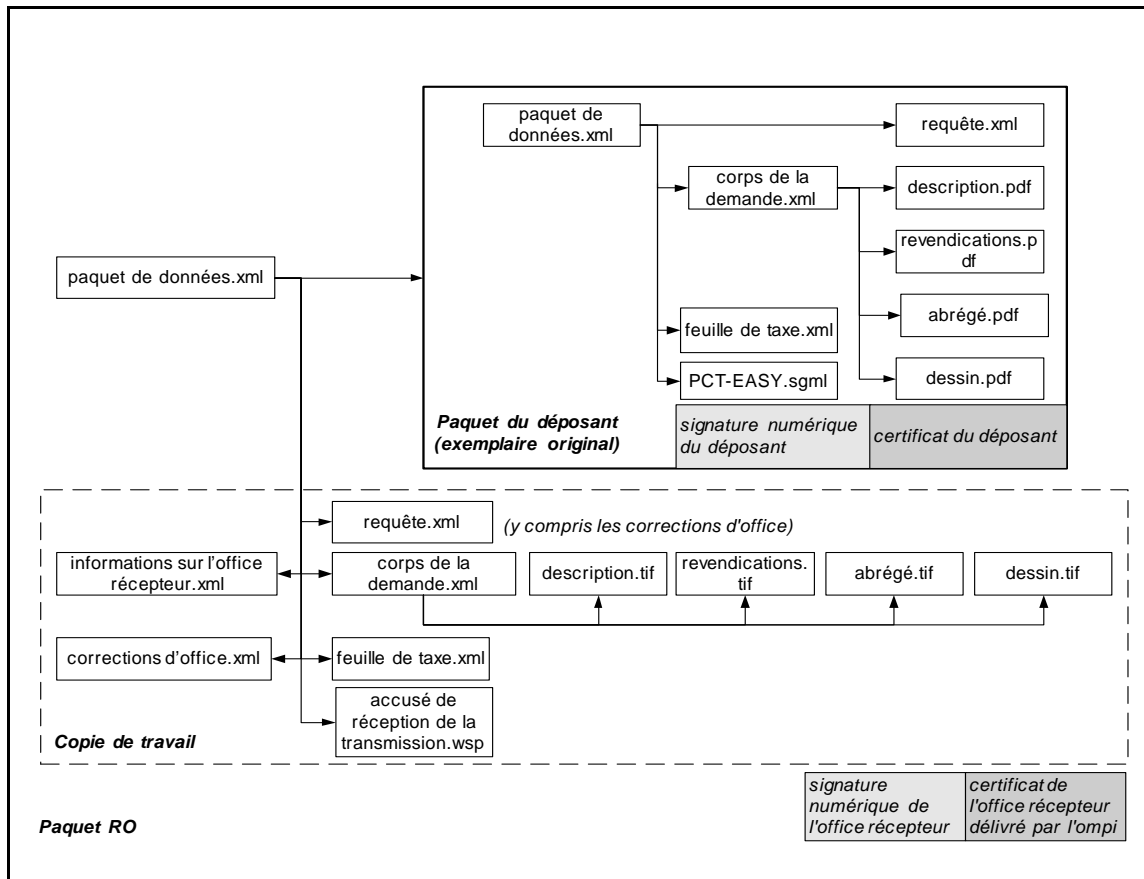 paquet de
données.xml
requête.xml
corps de la
demande.xml
description.pdf
revendications.p
df
paquet de données.xml
abrégé.pdf
feuille de taxe.xml
PCT-EASY.sgml
dessin.pdf
Paquet du déposant
(exemplaire original)
signature numérique
du déposant
certificat du déposant
requête.xml
(y compris les corrections d'office)
informations sur l'office
récepteur.xml
corps de la
demande.xml
description.tif
revendications.
tif
abrégé.tif
dessin.tif
corrections d'office.xml
feuille de taxe.xml
accusé de
réception de la
transmission.wsp
Copie de travail
signature
numérique de
l'office récepteur
certificat de
l'office récepteur
délivré par l'ompi
Paquet RO